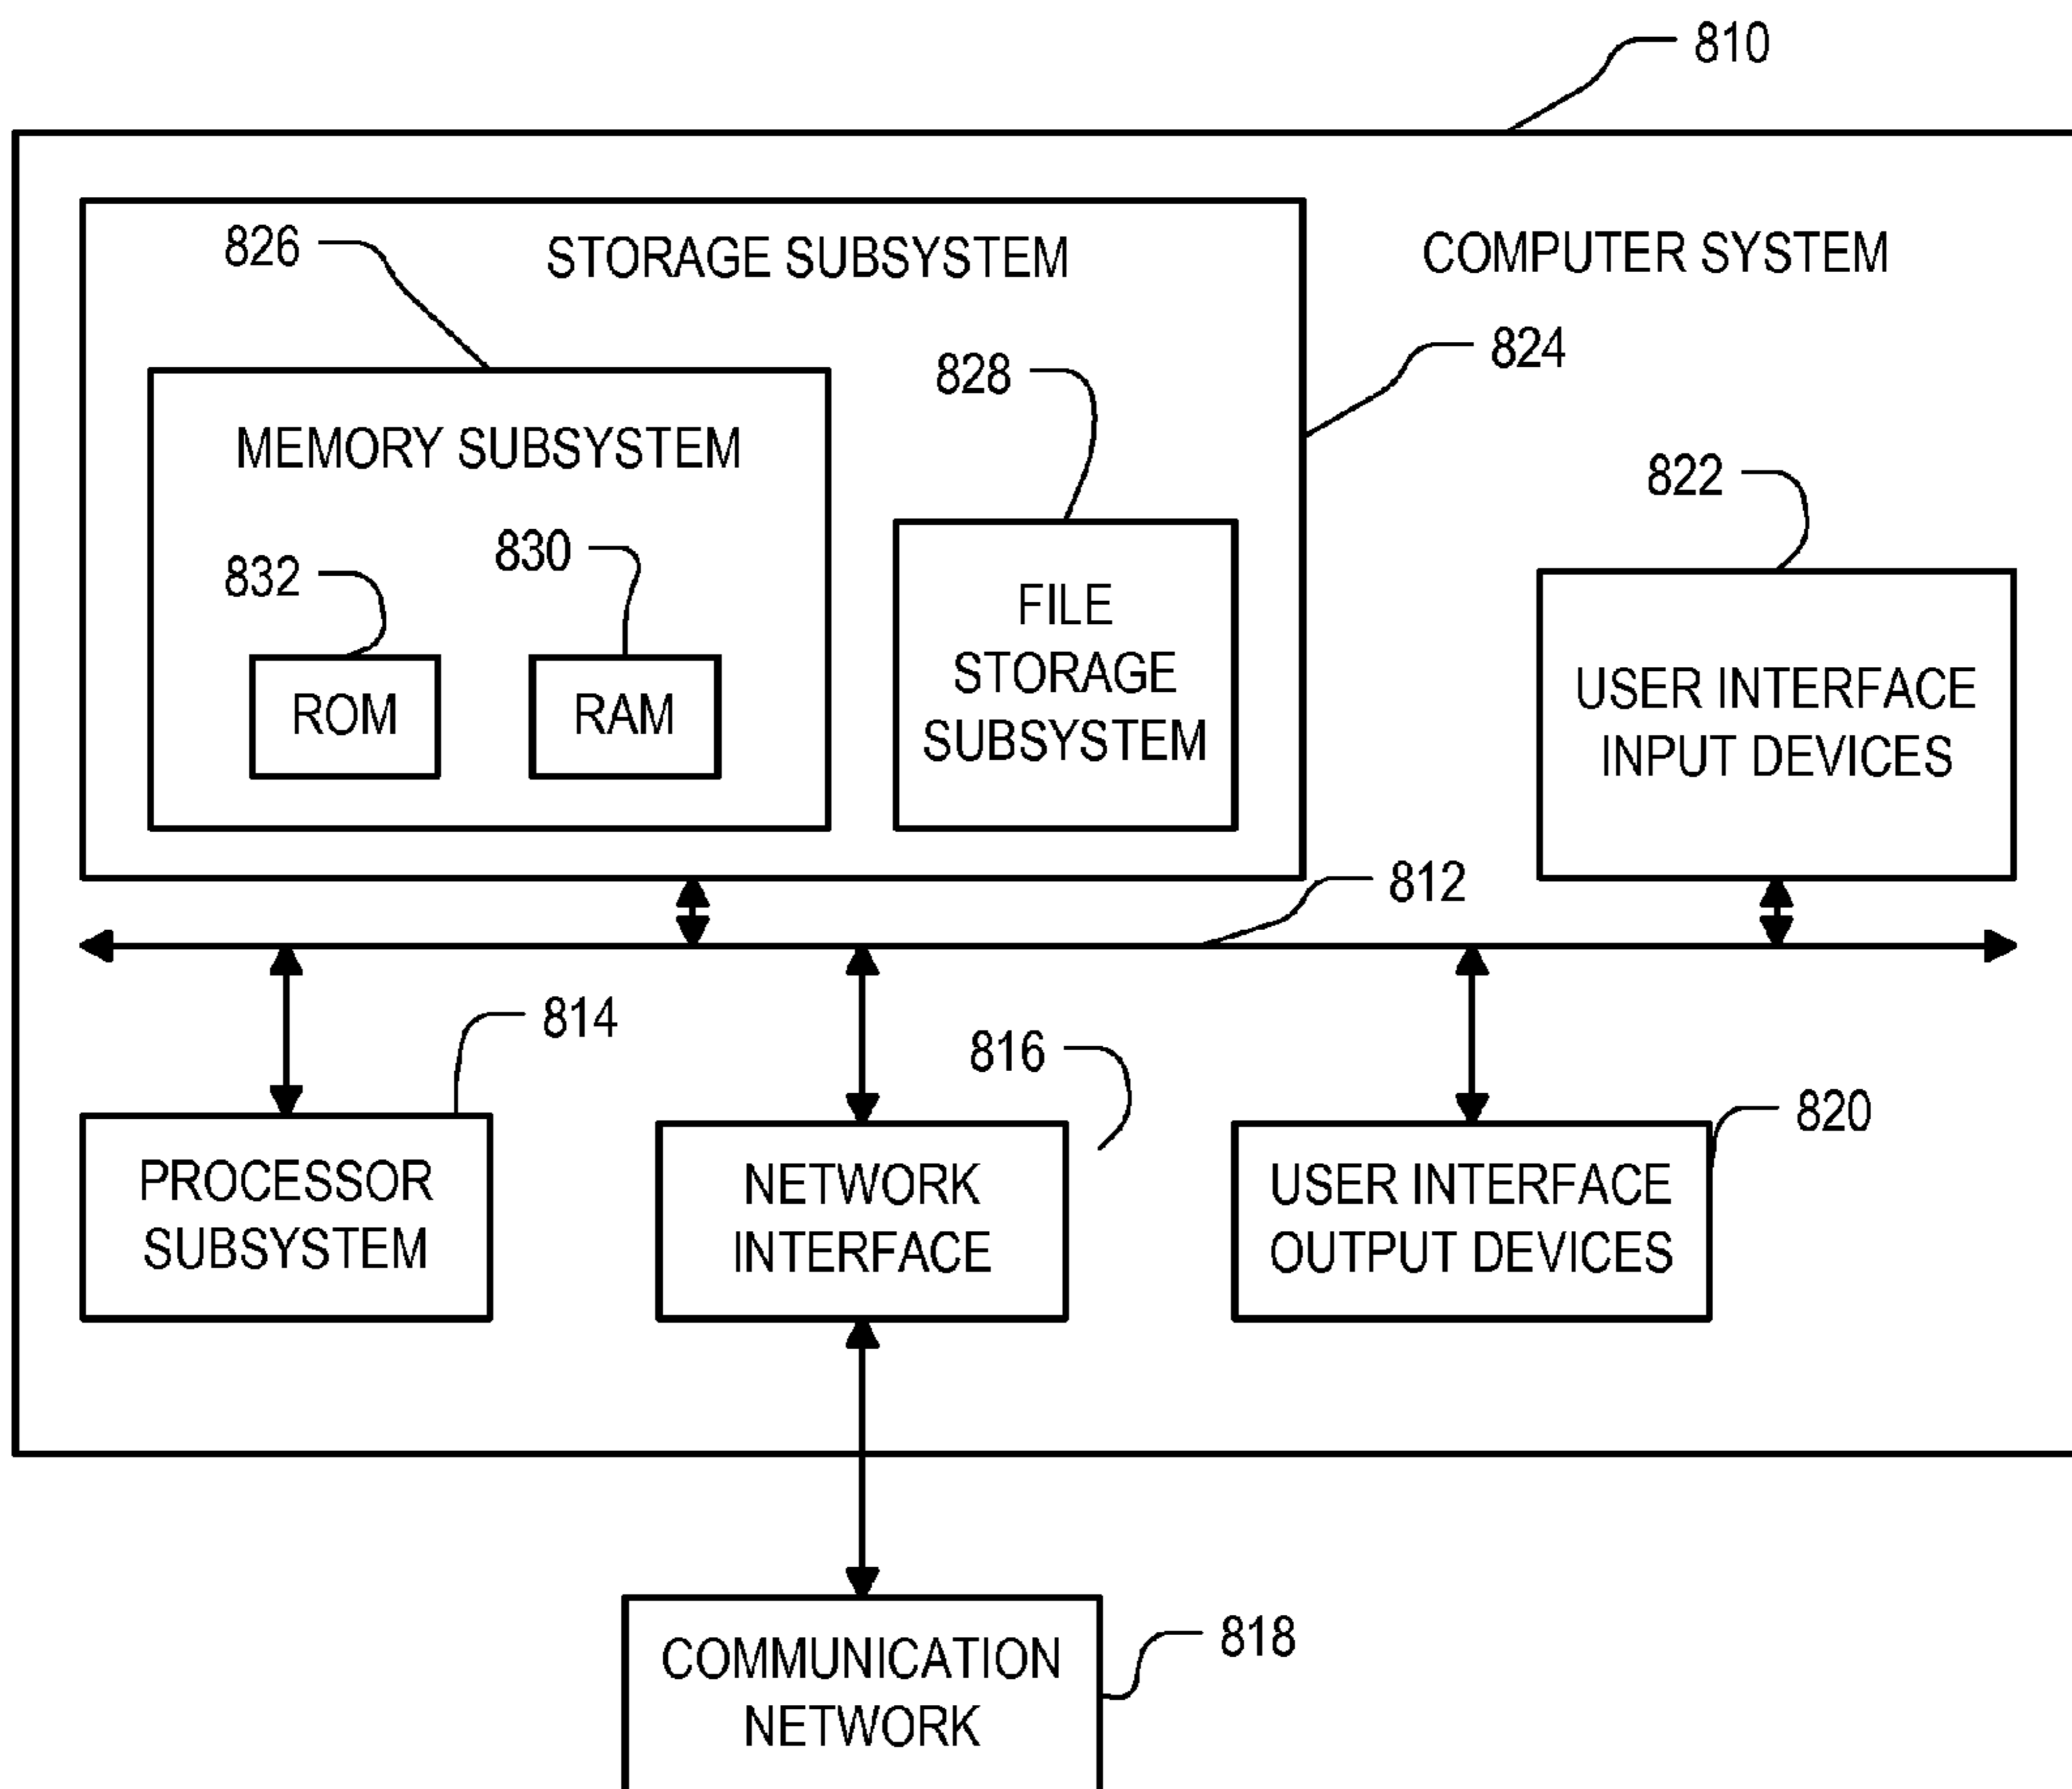 810
826
STORAGE SUBSYSTEM
COMPUTER SYSTEM
824
828
MEMORY SUBSYSTEM
822
832
830
FILE
STORAGE
SUBSYSTEM
ROM
RAM
USER INTERFACE
INPUT DEVICES
812
814
816
820
PROCESSOR
SUBSYSTEM
NETWORK
INTERFACE
USER INTERFACE
OUTPUT DEVICES
818
COMMUNICATION
NETWORK